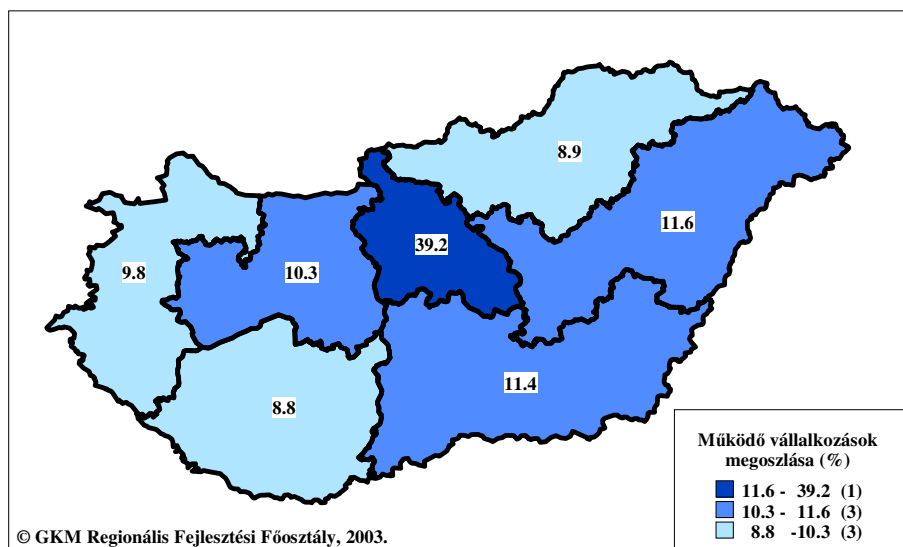 8.9
11.6
39.2
9.8
10.3
11.4
8.8
Működő vállalkozások
megoszlása (%)
11.6 - 39.2 (1)
10.3 - 11.6 (3)
8.8 -10.3 (3)
© GKM Regionális Fejlesztési Főosztály, 2003.